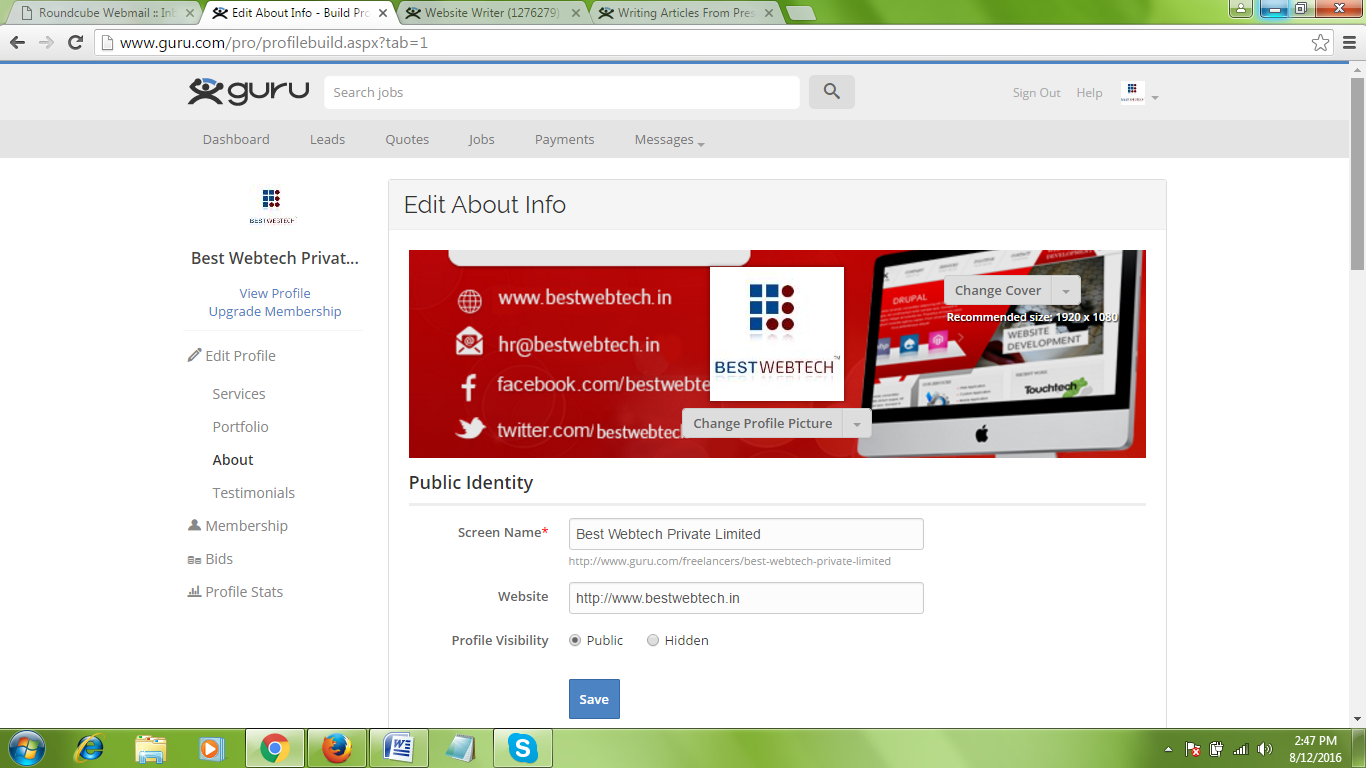 Roundcube Webmail :: Inb
Edit About Info - Build Pro
Website Writer (1276279)
Writing Articles From Pres
www.guru.com/pro/profilebuild.aspx?tab=1
guru
Search jobs
Sign Out
Help
Dashboard
Leads
Quotes
Jobs
Payments
Messages
BESTWEBTECH
Best Webtech Privat...
View Profile
Upgrade Membership
Edit Profile
Services
Portfolio
About
Testimonials
Membership
Bids
Profile Stats
Edit About Info
www.bestwebtech.in
hr@bestwebtech.in
facebook.com/bestwebte
twitter.com/bestwebtech
BESTWEBTECH™
Change Profile Picture
Change Cover
Recommended size: 1920 x 1080
DRUPAL
WEBSITE
DEVELOPMENT
RECENT WORK
Touchtech
Public Identity
Screen Name*
Best Webtech Private Limited
http://www.guru.com/freelancers/best-webtech-private-limited
Website
http://www.bestwebtech.in
Profile Visibility
Public
Hidden
Save
2:47 PM
8/12/2016